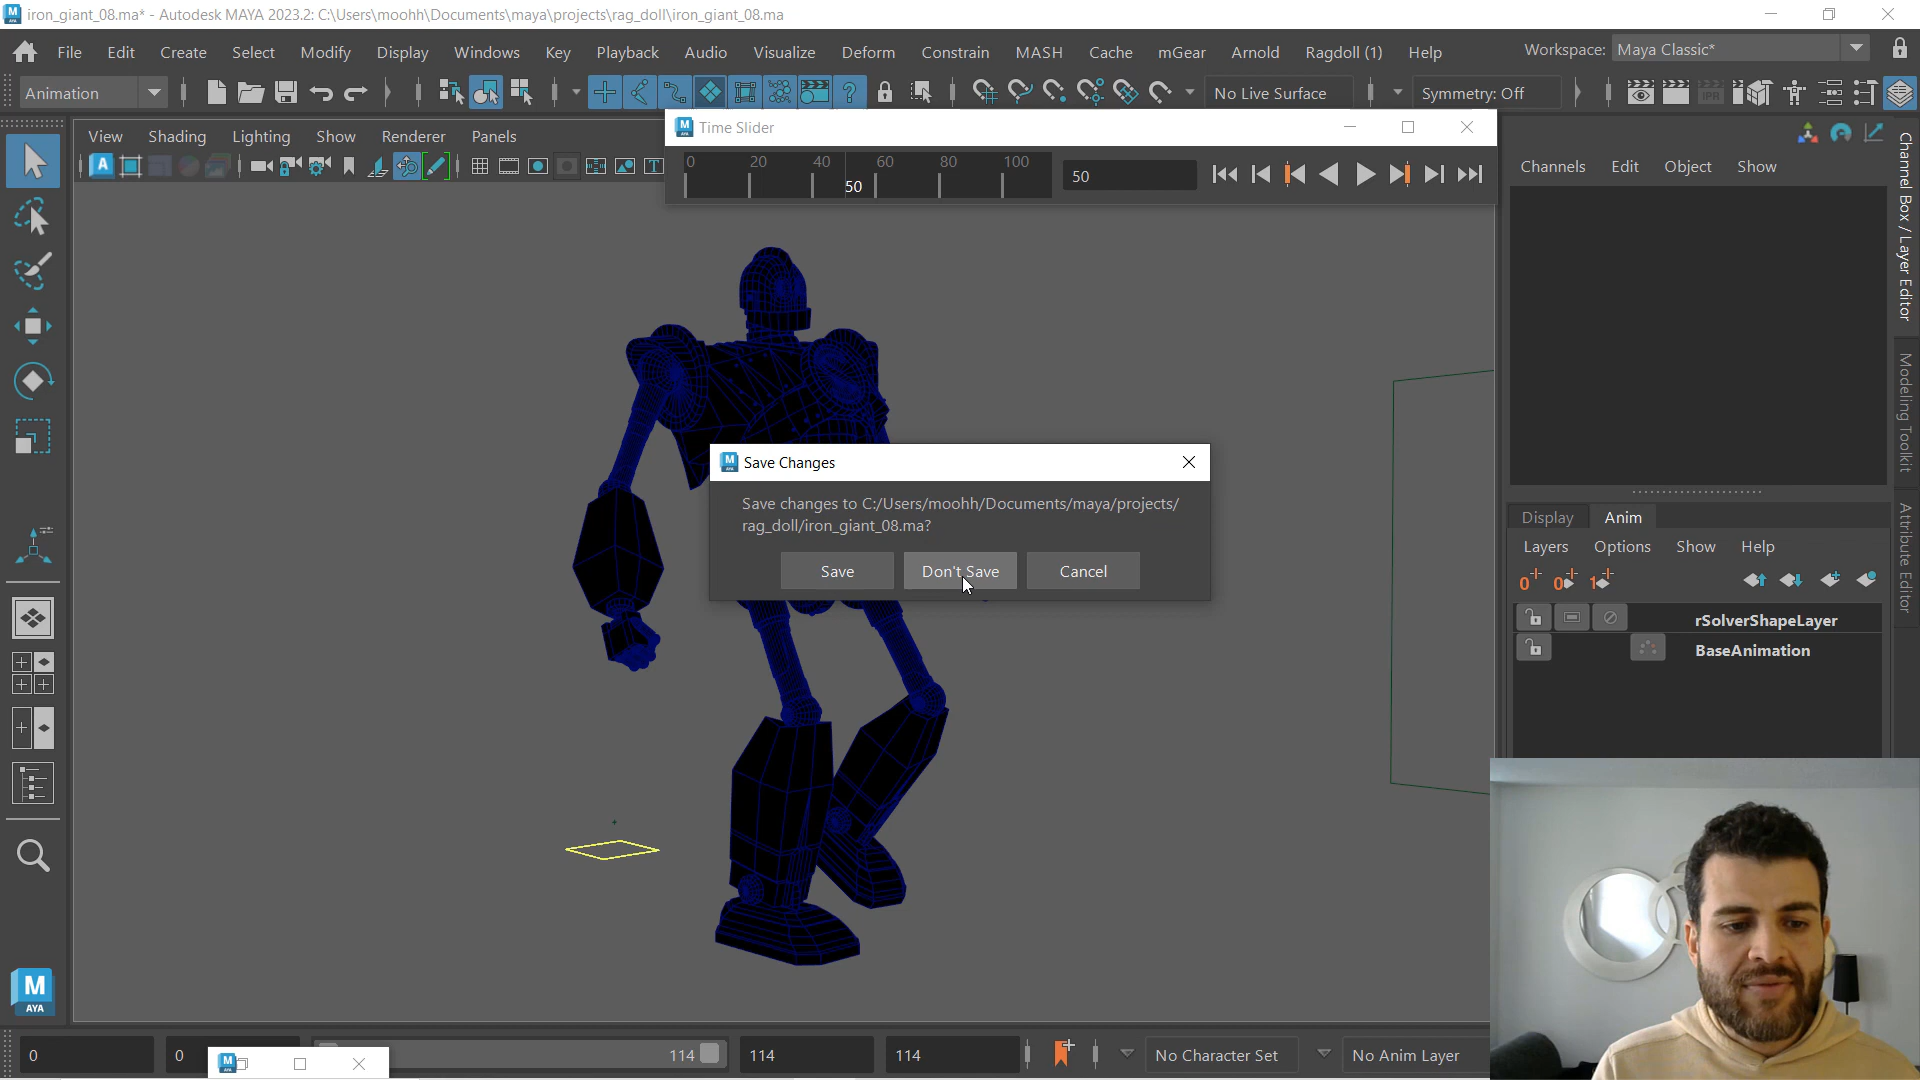 iron_giant_08.ma* - Autodesk MAYA 2023.2: C:\Users\moohh\Documents\maya\projects\rag_doll\iron_giant_08.ma
File Edit Create Select Modify Display Windows Key Playback Audio Visualize Deform Constrain MASH Cache mGear Arnold Ragdoll (1) Help
Workspace: Maya Classic*
Animation
No Live Surface
Symmetry: Off
IPR
View Shading Lighting Show Renderer Panels
Time Slider
0 20 40 60 80 100
50
50
Channels Edit Object Show
Channel Box / Layer Editor
Modeling Toolkit
Attribute Editor
Save Changes
Save changes to C:/Users/moohh/Documents/maya/projects/
rag_doll/iron_giant_08.ma?
Save Don't Save Cancel
Display Anim
Layers Options Show Help
rSolverShapeLayer
BaseAnimation
M
AYA
0 0 114 114 114 No Character Set No Anim Layer